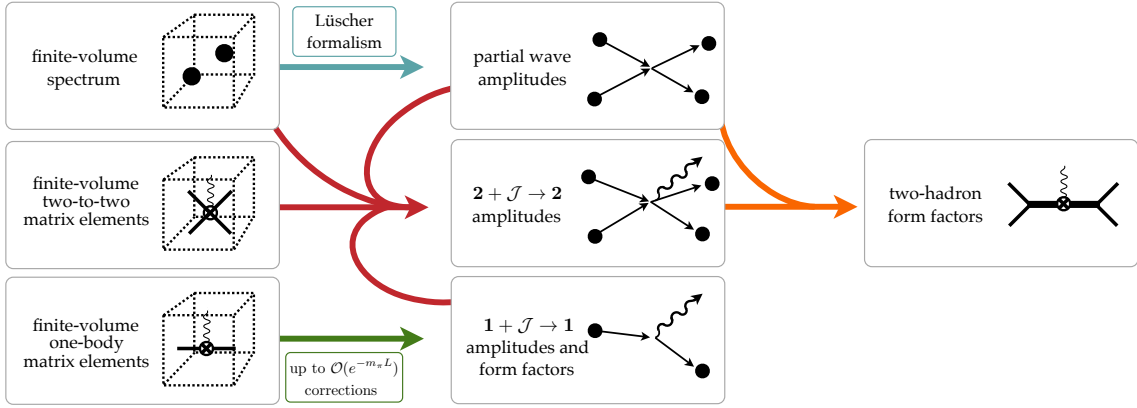 finite-volume
spectrum
Lüscher
formalism
partial wave
amplitudes
finite-volume
two-to-two
matrix elements
2 + 𝒥 → 2
amplitudes
two-hadron
form factors
finite-volume
one-body
matrix elements
up to 𝒪(e^{-m_π L})
corrections
1 + 𝒥 → 1
amplitudes and
form factors